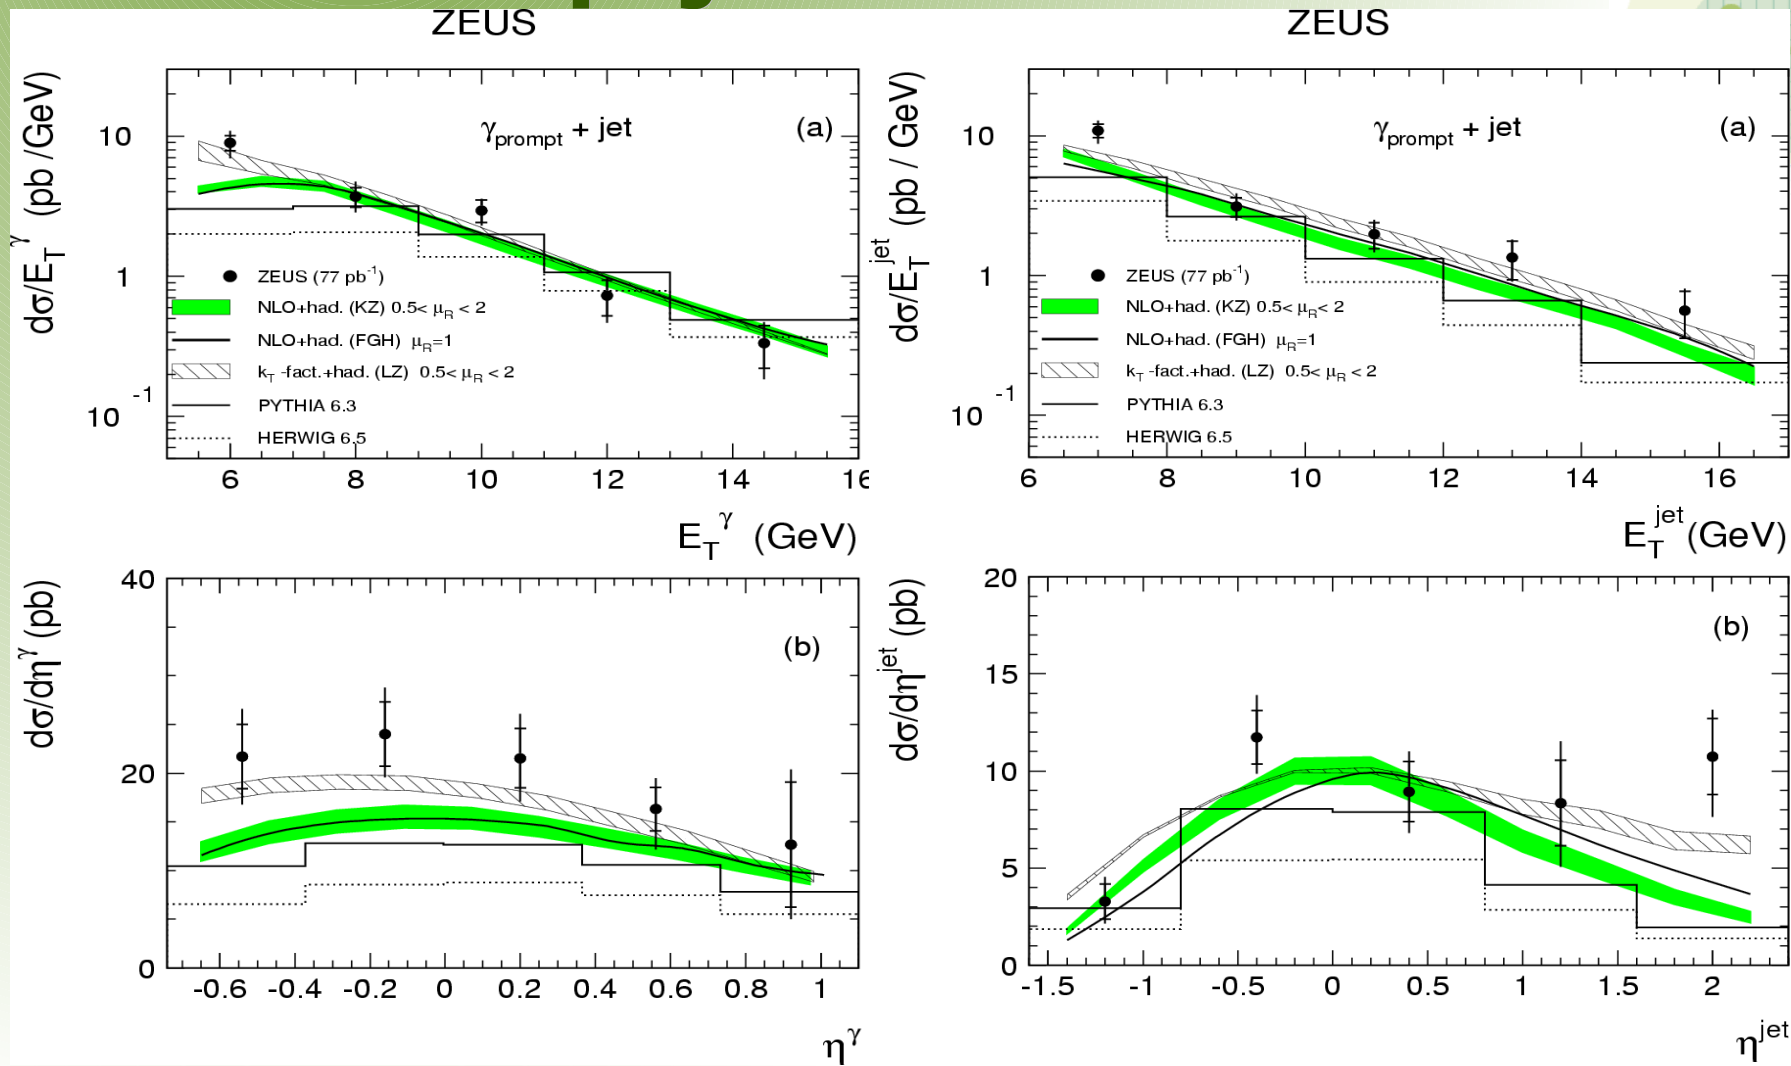 ZEUS
dσ/E_T^γ (pb /GeV)
10
1
10^-1
γ_prompt + jet
(a)
ZEUS (77 pb^-1)
NLO+had. (KZ) 0.5< μ_R < 2
NLO+had. (FGH) μ_R=1
k_T -fact.+had. (LZ) 0.5< μ_R < 2
PYTHIA 6.3
HERWIG 6.5
6 8 10 12 14 16
E_T^γ (GeV)
ZEUS
dσ/E_T^jet (pb / GeV)
10
1
10^-1
γ_prompt + jet
(a)
ZEUS (77 pb^-1)
NLO+had. (KZ) 0.5< μ_R< 2
NLO+had. (FGH) μ_R=1
k_T -fact.+had. (LZ) 0.5< μ_R < 2
PYTHIA 6.3
HERWIG 6.5
6 8 10 12 14 16
E_T^jet (GeV)
dσ/dη^γ (pb)
40
20
0
(b)
-0.6 -0.4 -0.2 0 0.2 0.4 0.6 0.8 1
η^γ
dσ/dη^jet (pb)
20
15
10
5
0
(b)
-1.5 -1 -0.5 0 0.5 1 1.5 2
η^jet